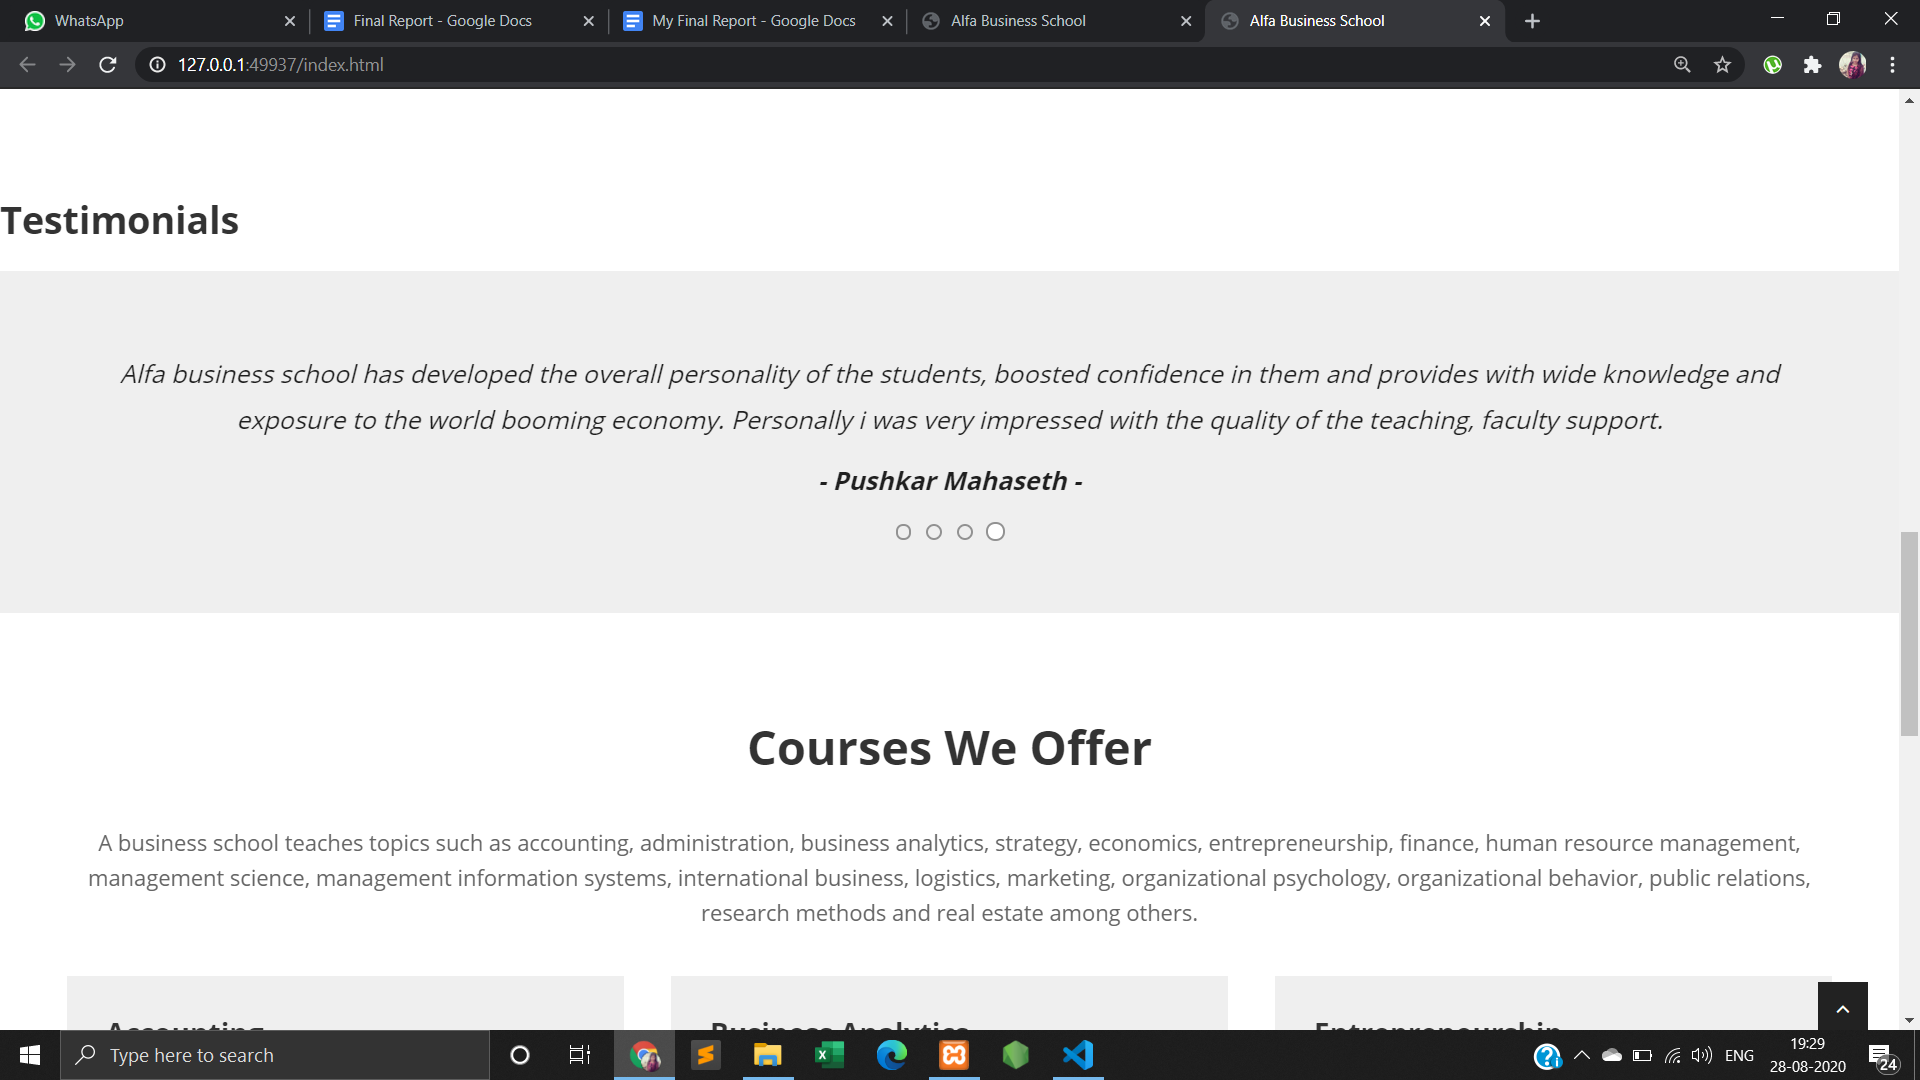 WhatsApp
Final Report - Google Docs
My Final Report - Google Docs
Alfa Business School
Alfa Business School
127.0.0.1:49937/index.html
Testimonials
Alfa business school has developed the overall personality of the students, boosted confidence in them and provides with wide knowledge and
exposure to the world booming economy. Personally i was very impressed with the quality of the teaching, faculty support.
- Pushkar Mahaseth -
Courses We Offer
A business school teaches topics such as accounting, administration, business analytics, strategy, economics, entrepreneurship, finance, human resource management,
management science, management information systems, international business, logistics, marketing, organizational psychology, organizational behavior, public relations,
research methods and real estate among others.
Accounting
Business Analytics
Entrepreneurship
Type here to search
ENG
19:29
28-08-2020
24